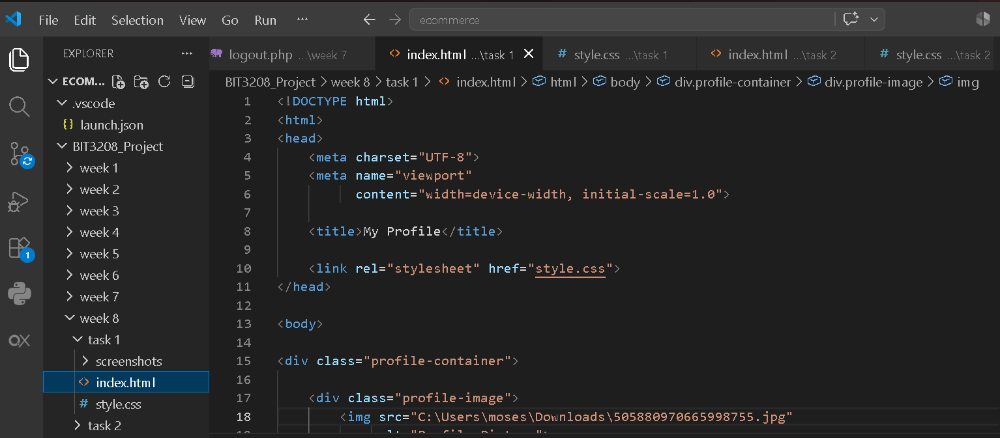 File Edit Selection View Go Run ···
ecommerce
EXPLORER ···
logout.php ...\week 7
index.html ...\task 1
# style.css ...\task 1
index.html ...\task 2
# style.css ...\task 2
BIT3208_Project > week 8 > task 1 > <> index.html > html > body > div.profile-container > div.profile-image > img
ECOM...
.vscode
{} launch.json
BIT3208_Project
week 1
week 2
week 3
week 4
week 5
week 6
week 7
week 8
task 1
screenshots
<> index.html
# style.css
task 2
1
OX
1 <!DOCTYPE html>
2 <html>
3 <head>
4 <meta charset="UTF-8">
5 <meta name="viewport"
6 content="width=device-width, initial-scale=1.0">
7
8 <title>My Profile</title>
9
10 <link rel="stylesheet" href="style.css">
11 </head>
12
13 <body>
14
15 <div class="profile-container">
16
17 <div class="profile-image">
18 <img src="C:\Users\moses\Downloads\505880970665998755.jpg"